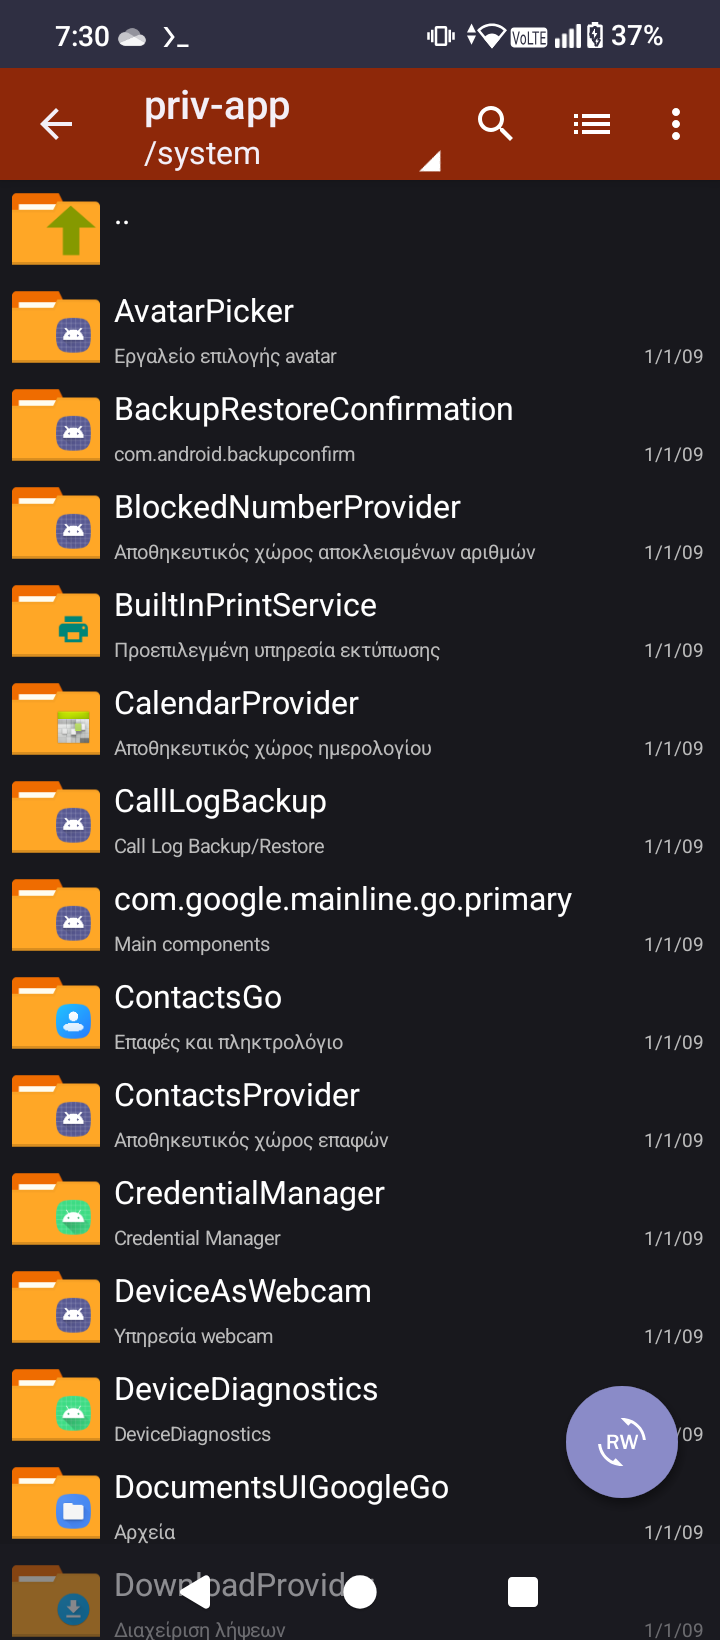 7:30
VoLTE
37%
priv-app
/system
..
AvatarPicker
Εργαλείο επιλογής avatar 1/1/09
BackupRestoreConfirmation
com.android.backupconfirm 1/1/09
BlockedNumberProvider
Αποθηκευτικός χώρος αποκλεισμένων αριθμών 1/1/09
BuiltInPrintService
Προεπιλεγμένη υπηρεσία εκτύπωσης 1/1/09
CalendarProvider
Αποθηκευτικός χώρος ημερολογίου 1/1/09
CallLogBackup
Call Log Backup/Restore 1/1/09
com.google.mainline.go.primary
Main components 1/1/09
ContactsGo
Επαφές και πληκτρολόγιο 1/1/09
ContactsProvider
Αποθηκευτικός χώρος επαφών 1/1/09
CredentialManager
Credential Manager 1/1/09
DeviceAsWebcam
Υπηρεσία webcam 1/1/09
DeviceDiagnostics
DeviceDiagnostics /09
RW
DocumentsUIGoogleGo
Αρχεία 1/1/09
DownloadProvider
Διαχείριση λήψεων 1/1/09